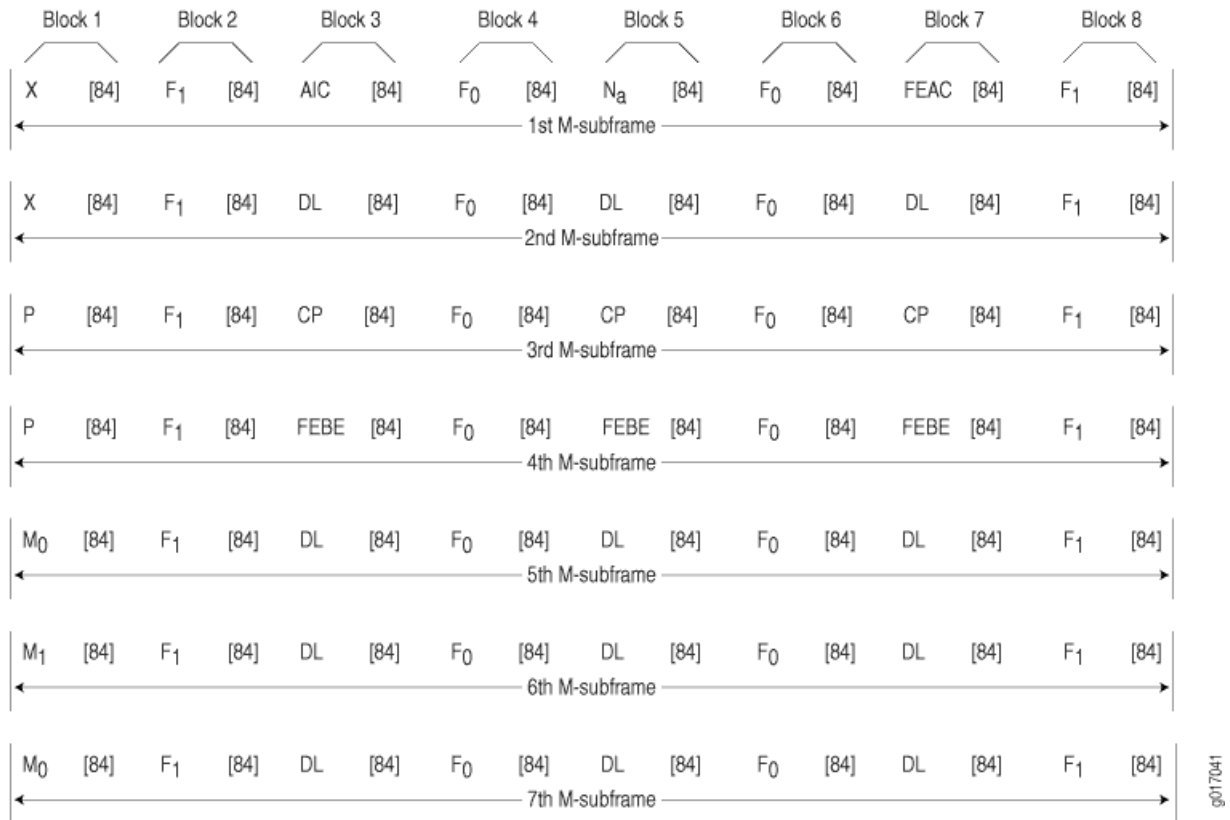 Block 1 Block 2 Block 3 Block 4 Block 5 Block 6 Block 7 Block 8
X [84] F1 [84] AIC [84] F0 [84] Na [84] F0 [84] FEAC [84] F1 [84]
1st M-subframe
X [84] F1 [84] DL [84] F0 [84] DL [84] F0 [84] DL [84] F1 [84]
2nd M-subframe
P [84] F1 [84] CP [84] F0 [84] CP [84] F0 [84] CP [84] F1 [84]
3rd M-subframe
P [84] F1 [84] FEBE [84] F0 [84] FEBE [84] F0 [84] FEBE [84] F1 [84]
4th M-subframe
M0 [84] F1 [84] DL [84] F0 [84] DL [84] F0 [84] DL [84] F1 [84]
5th M-subframe
M1 [84] F1 [84] DL [84] F0 [84] DL [84] F0 [84] DL [84] F1 [84]
6th M-subframe
M0 [84] F1 [84] DL [84] F0 [84] DL [84] F0 [84] DL [84] F1 [84]
7th M-subframe
g017041